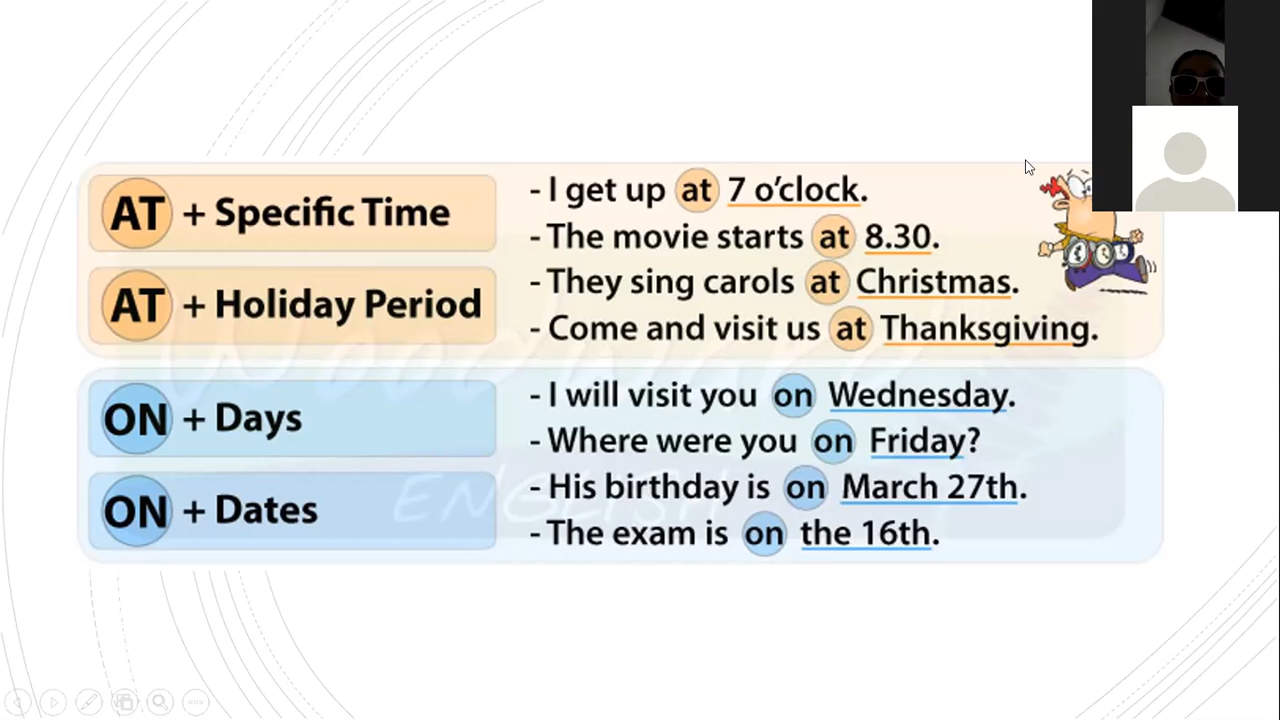 AT + Specific Time
- I get up at 7 o'clock.
- The movie starts at 8.30.
AT + Holiday Period
- They sing carols at Christmas.
- Come and visit us at Thanksgiving.
ON + Days
- I will visit you on Wednesday.
- Where were you on Friday?
ON + Dates
- His birthday is on March 27th.
- The exam is on the 16th.
Woodward
ENGLISH